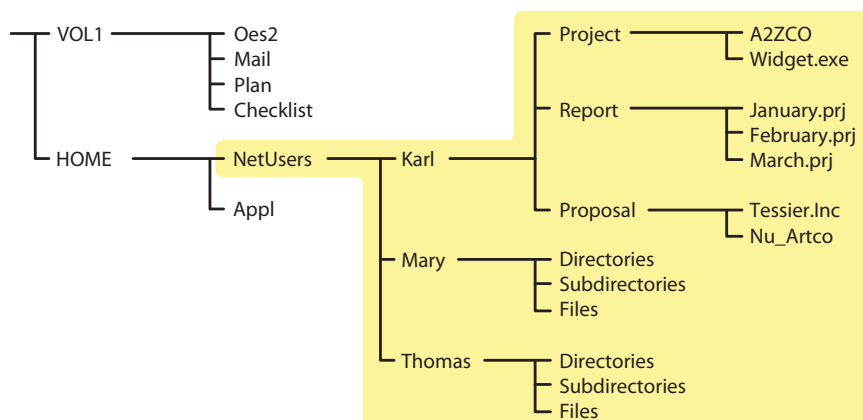 VOL1 Oes2 Project A2ZCO
Mail Widget.exe
Plan
Checklist Report January.prj
February.prj
HOME NetUsers Karl March.prj
Appl Proposal Tessier.Inc
Nu_Artco
Mary Directories
Subdirectories
Files
Thomas Directories
Subdirectories
Files